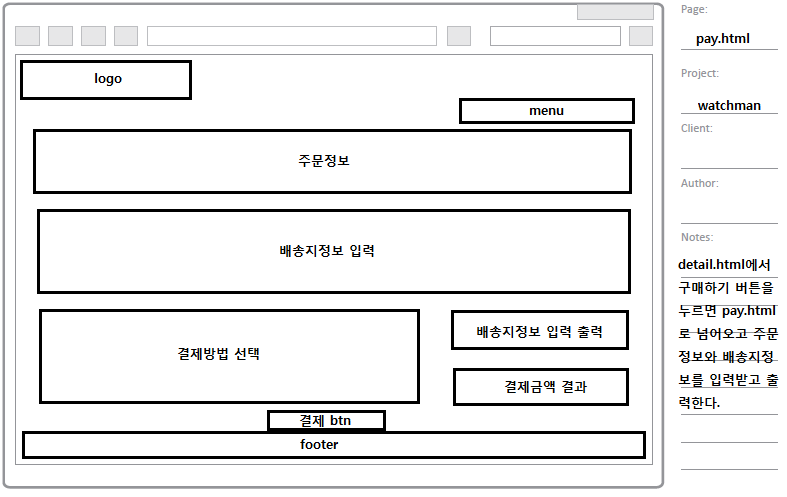 logo
menu
주문정보
배송지정보 입력
결제방법 선택
배송지정보 입력 출력
결제금액 결과
결제 btn
footer
Page:
pay.html
Project:
watchman
Client:
Author:
Notes:
detail.html에서
구매하기 버튼을
누르면 pay.html
로 넘어오고 주문
정보와 배송지정
보를 입력받고 출
력한다.